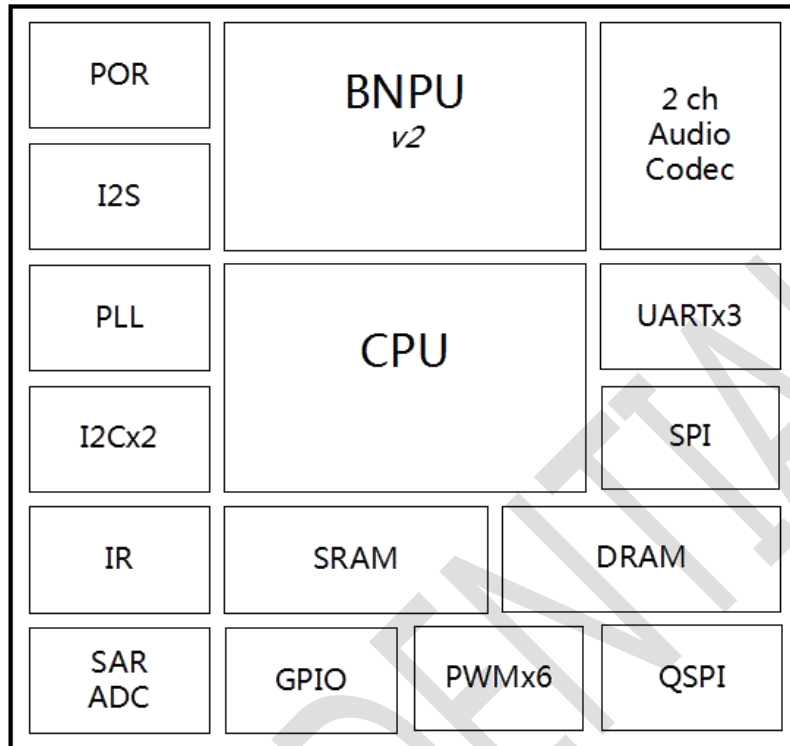 POR
BNPU
v2
2 ch
Audio
Codec
I2S
PLL
CPU
UARTx3
I2Cx2
SPI
IR
SRAM
DRAM
SAR
ADC
GPIO
PWMx6
QSPI
DENTIA